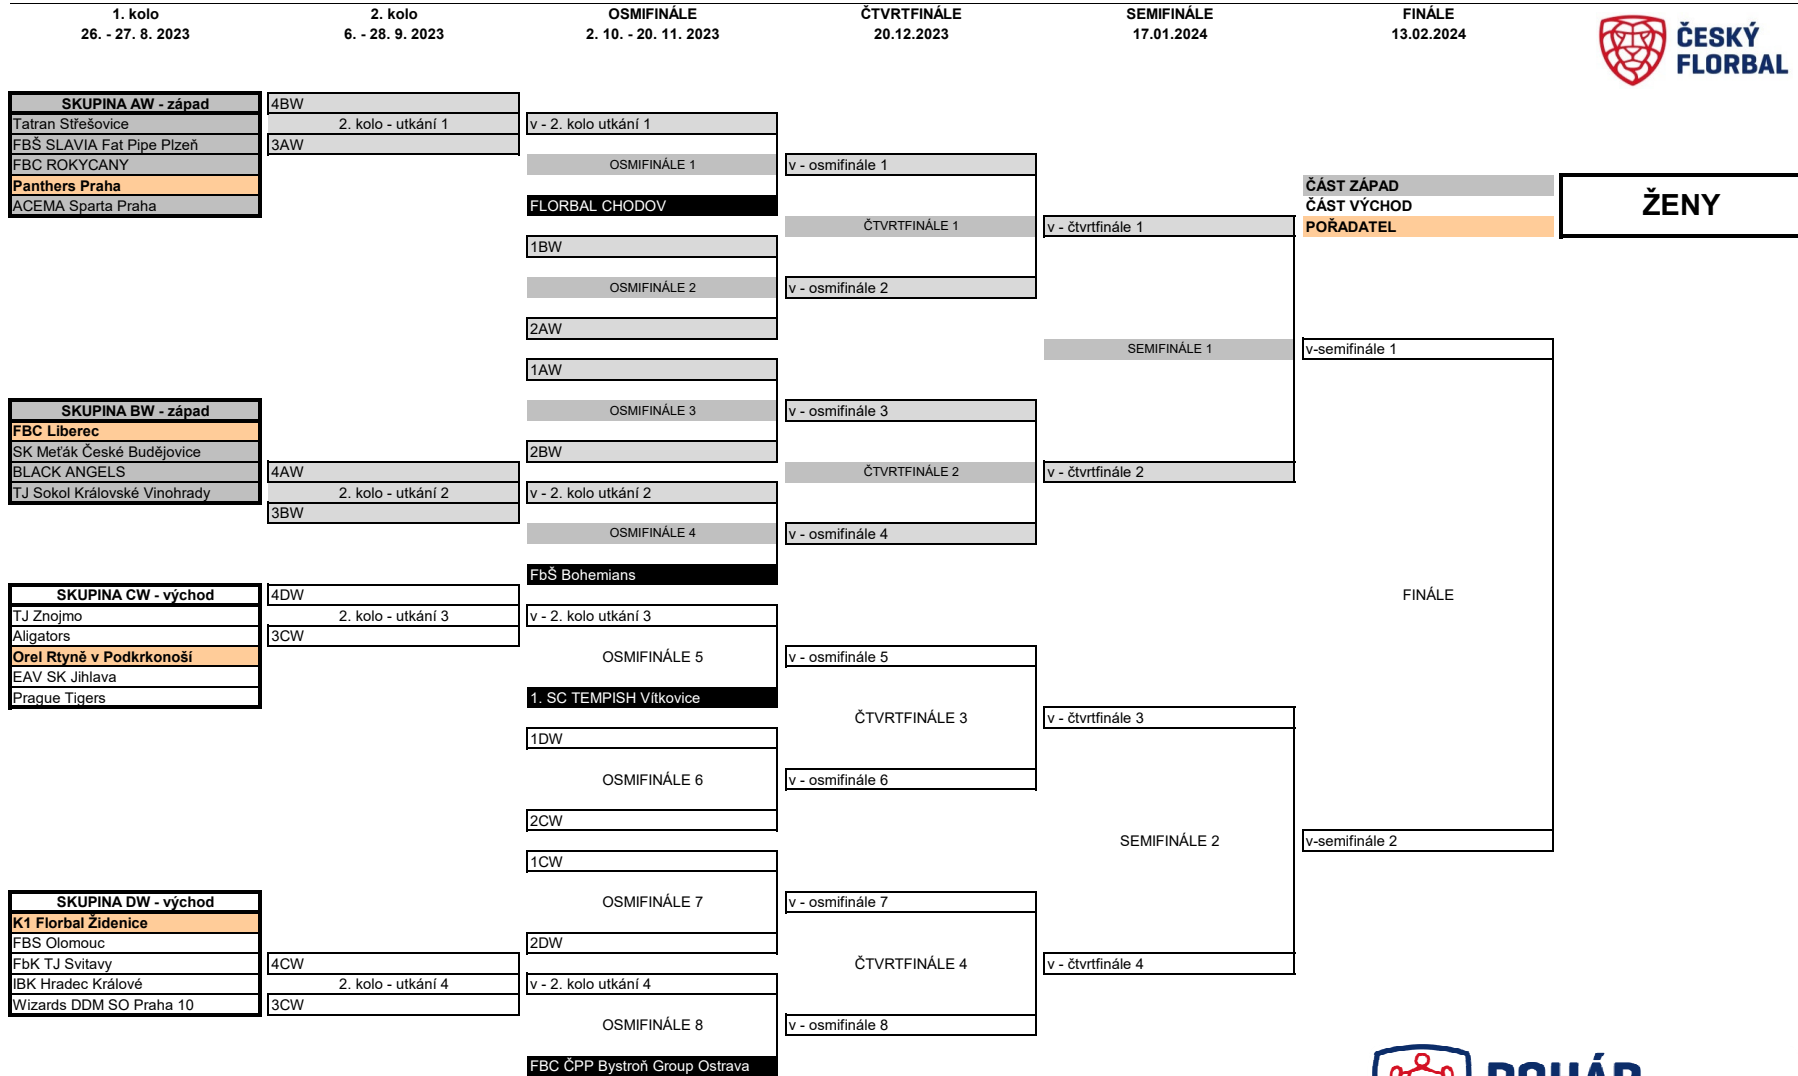 1. kolo 2. kolo OSMIFINÁLE ČTVRTFINÁLE SEMIFINÁLE FINÁLE
26. - 27. 8. 2023 6. - 28. 9. 2023 2. 10. - 20. 11. 2023 20.12.2023 17.01.2024 13.02.2024
ČESKÝ
FLORBAL
SKUPINA AW - západ 4BW
Tatran Střešovice 2. kolo - utkání 1 v - 2. kolo utkání 1
FBŠ SLAVIA Fat Pipe Plzeň 3AW
FBC ROKYCANY OSMIFINÁLE 1 v - osmifinále 1
Panthers Praha ČÁST ZÁPAD
ACEMA Sparta Praha FLORBAL CHODOV ČÁST VÝCHOD ŽENY
ČTVRTFINÁLE 1 v - čtvrtfinále 1 POŘADATEL
1BW
OSMIFINÁLE 2 v - osmifinále 2
2AW
SEMIFINÁLE 1 v-semifinále 1
1AW
SKUPINA BW - západ OSMIFINÁLE 3 v - osmifinále 3
FBC Liberec
SK Meťák České Budějovice 2BW
BLACK ANGELS 4AW ČTVRTFINÁLE 2 v - čtvrtfinále 2
TJ Sokol Královské Vinohrady 2. kolo - utkání 2 v - 2. kolo utkání 2
3BW
OSMIFINÁLE 4 v - osmifinále 4
FbŠ Bohemians
SKUPINA CW - východ 4DW FINÁLE
TJ Znojmo 2. kolo - utkání 3 v - 2. kolo utkání 3
Aligators 3CW
Orel Rtyně v Podkrkonoší OSMIFINÁLE 5 v - osmifinále 5
EAV SK Jihlava
Prague Tigers 1. SC TEMPISH Vítkovice
ČTVRTFINÁLE 3 v - čtvrtfinále 3
1DW
OSMIFINÁLE 6 v - osmifinále 6
2CW
SEMIFINÁLE 2 v-semifinále 2
1CW
SKUPINA DW - východ OSMIFINÁLE 7 v - osmifinále 7
K1 Florbal Židenice
FBS Olomouc 2DW
FbK TJ Svitavy 4CW ČTVRTFINÁLE 4 v - čtvrtfinále 4
IBK Hradec Králové 2. kolo - utkání 4 v - 2. kolo utkání 4
Wizards DDM SO Praha 10 3CW
OSMIFINÁLE 8 v - osmifinále 8
FBC ČPP Bystroň Group Ostrava
POHÁR